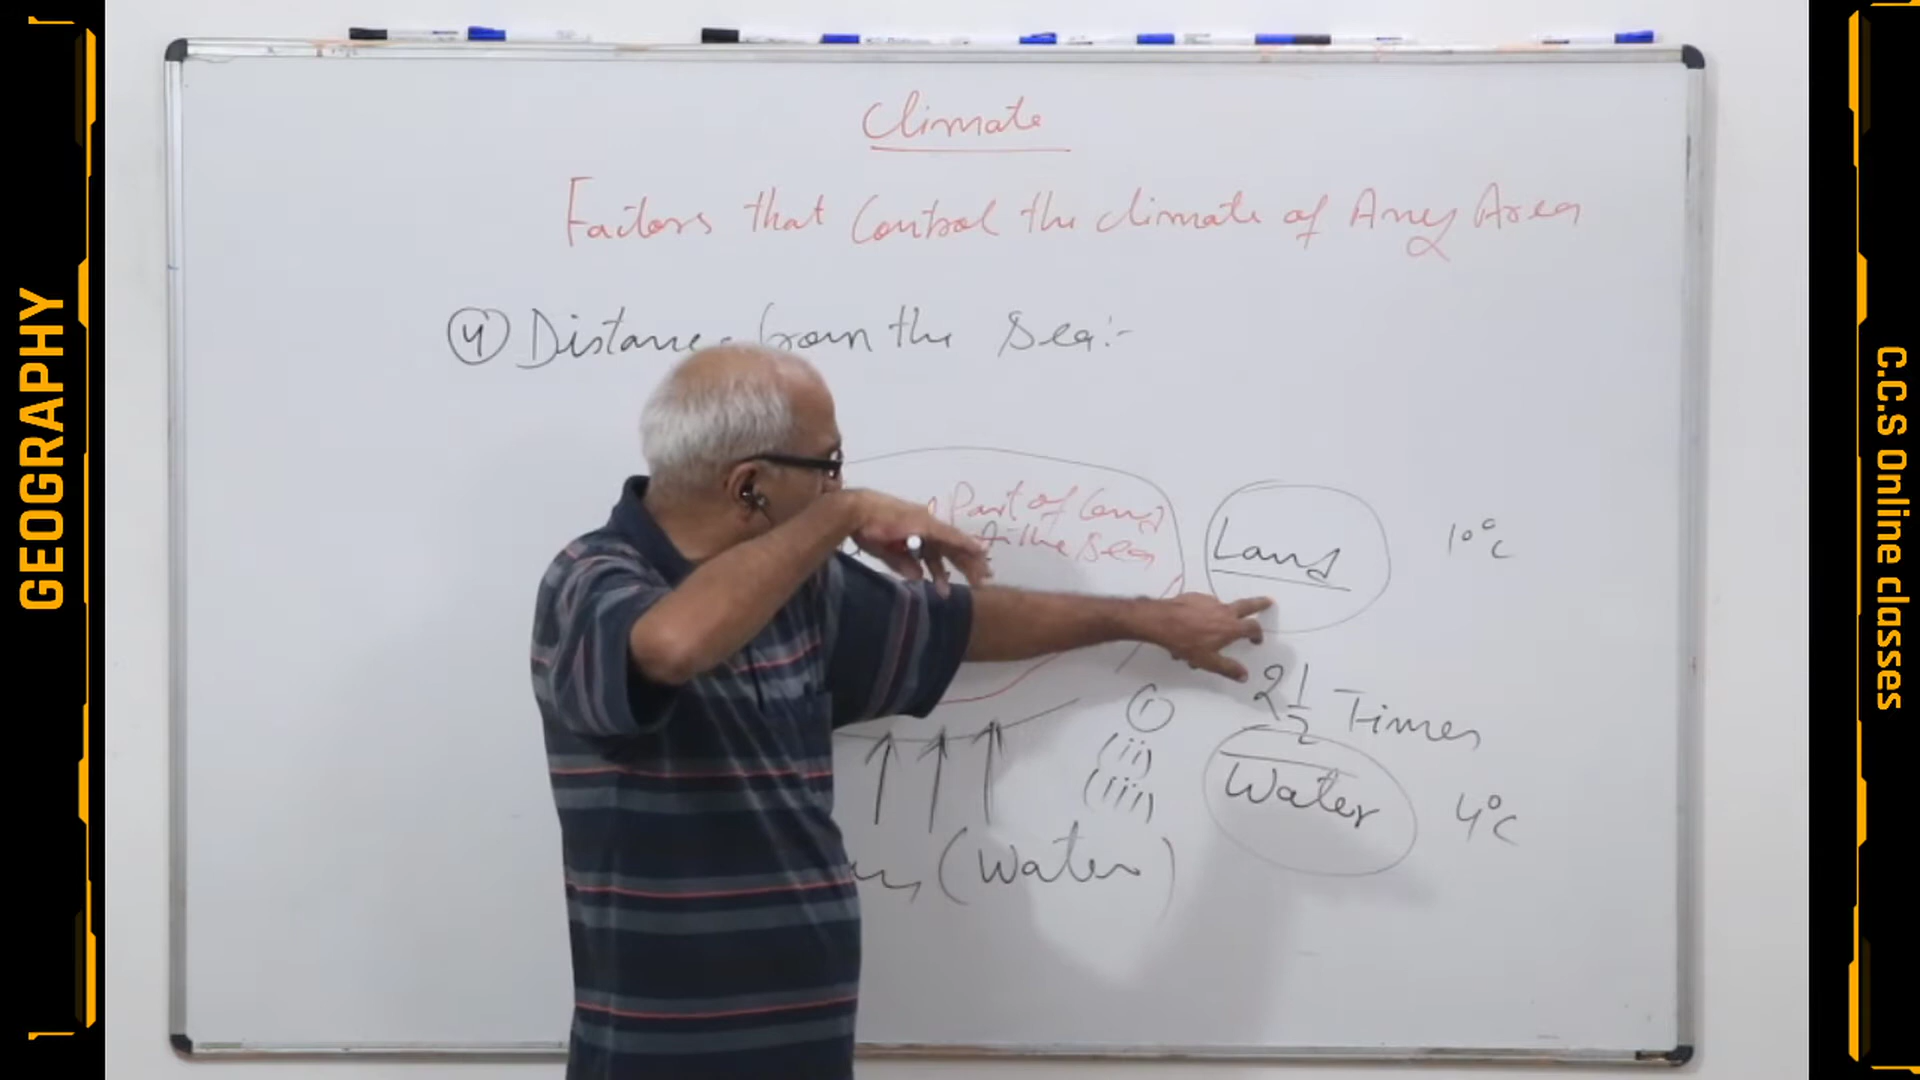 GEOGRAPHY
Climate
Factors that Control the climate of Any Area
(4) Distance from the Sea:-
Part of Land
the Sea
Land
10°C
2 1/2 Times
(i)
(ii)
(iii)
Water
4°C
(Water)
C.C.S Online classes